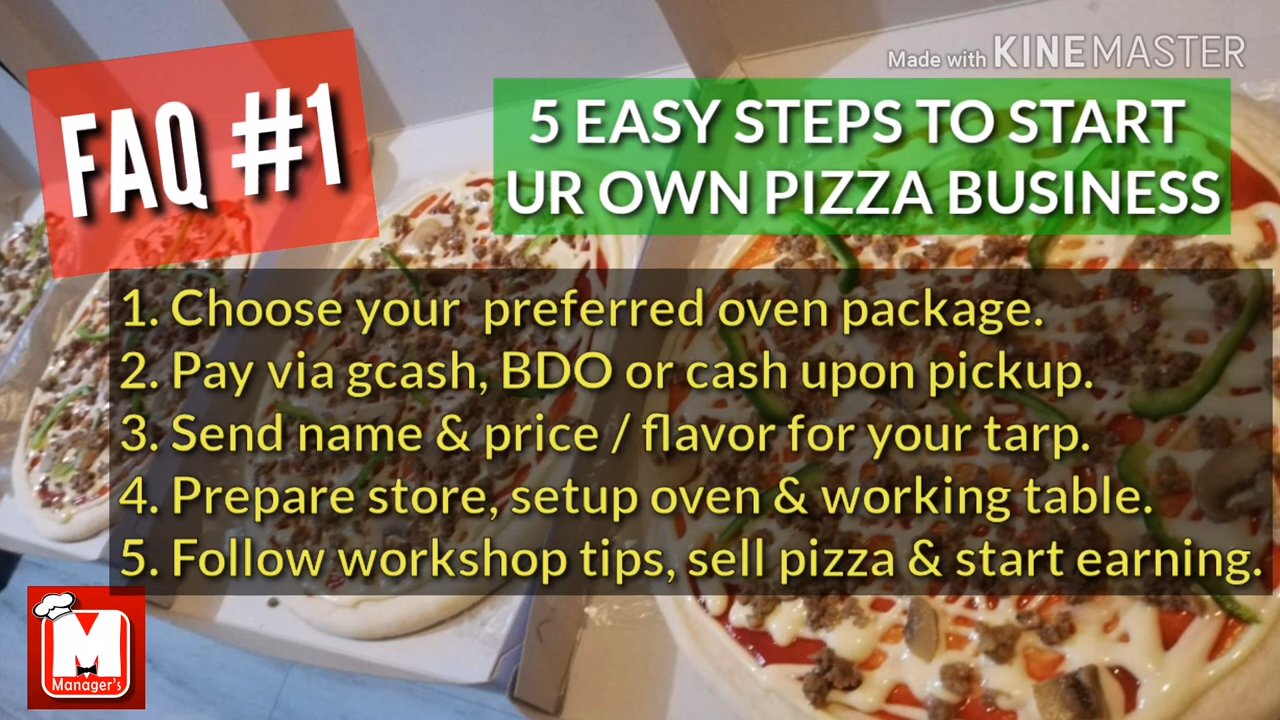 Made with KINEMASTER
FAQ #1
5 EASY STEPS TO START
UR OWN PIZZA BUSINESS
1. Choose your  preferred oven package.
2. Pay via gcash, BDO or cash upon pickup.
3. Send name & price / flavor for your tarp.
4. Prepare store, setup oven & working table.
5. Follow workshop tips, sell pizza & start earning.
M
Manager's